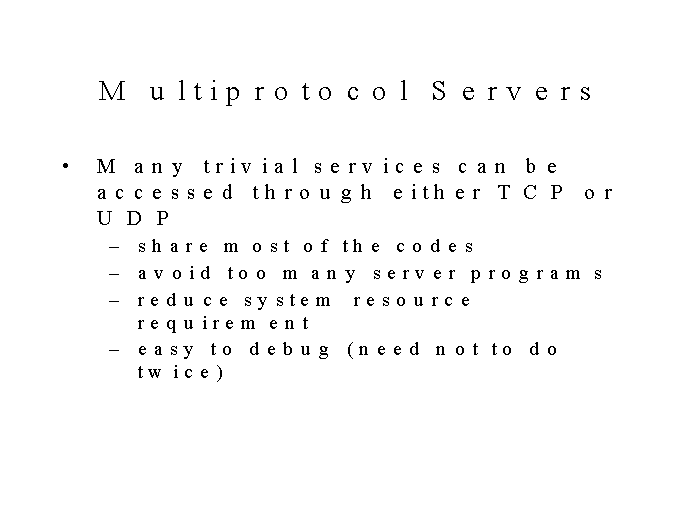 Multiprotocol Servers
• Many trivial services can be
accessed through either TCP or
UDP
– share most of the codes
– avoid too many server programs
– reduce system resource
requirement
– easy to debug (need not to do
twice)